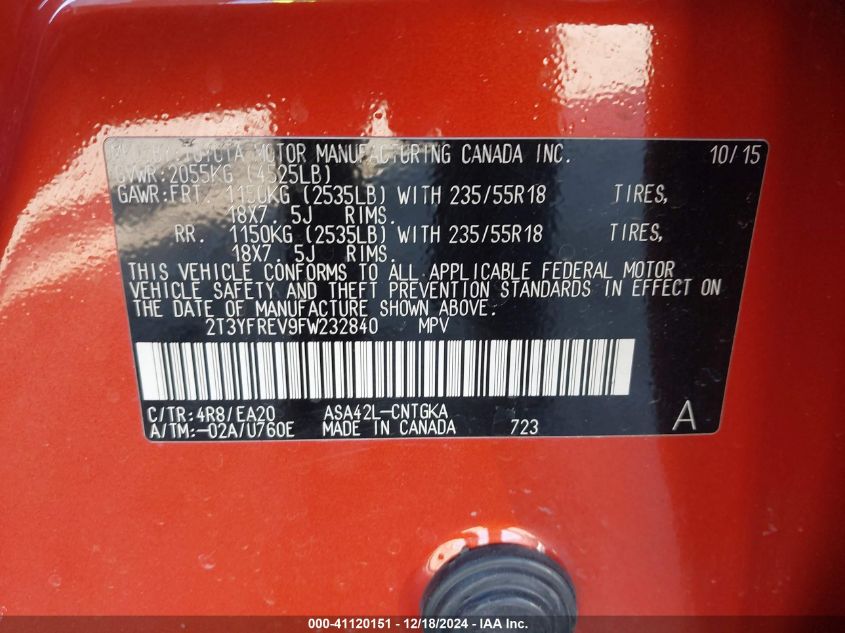 MFD. BY: TOYOTA MOTOR MANUFACTURING CANADA INC. 10/15
GVWR:2055KG (4525LB)
GAWR:FRT. 1150KG (2535LB) WITH 235/55R18 TIRES,
18X7. 5J RIMS.
RR. 1150KG (2535LB) WITH 235/55R18 TIRES,
18X7. 5J RIMS.
THIS VEHICLE CONFORMS TO ALL APPLICABLE FEDERAL MOTOR
VEHICLE SAFETY AND THEFT PREVENTION STANDARDS IN EFFECT ON
THE DATE OF MANUFACTURE SHOWN ABOVE.
2T3YFREV9FW232840 MPV
C/TR:4R8/EA20 ASA42L-CNTGKA
A/TM:-02A/U760E MADE IN CANADA 723 A
000-41120151 - 12/18/2024 - IAA Inc.